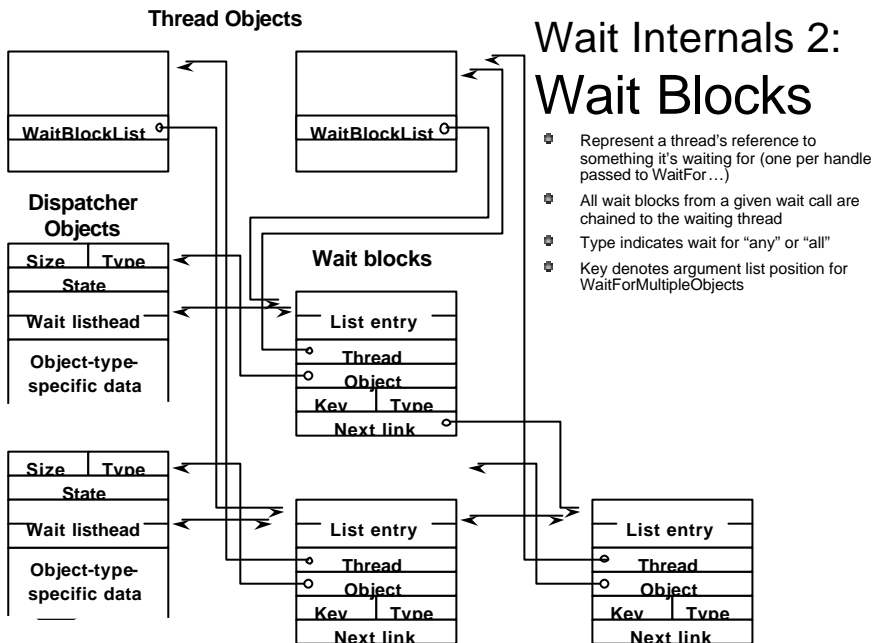 Thread Objects
WaitBlockList
WaitBlockList
Wait Internals 2:
Wait Blocks
Represent a thread's reference to
something it's waiting for (one per handle
passed to WaitFor…)
All wait blocks from a given wait call are
chained to the waiting thread
Type indicates wait for "any" or "all"
Key denotes argument list position for
WaitForMultipleObjects
Dispatcher
Objects
Size Type
State
Wait listhead
Object-type-
specific data
Wait blocks
List entry
Thread
Object
Key Type
Next link
Size Type
State
Wait listhead
Object-type-
specific data
List entry
Thread
Object
Key Type
Next link
List entry
Thread
Object
Key Type
Next link